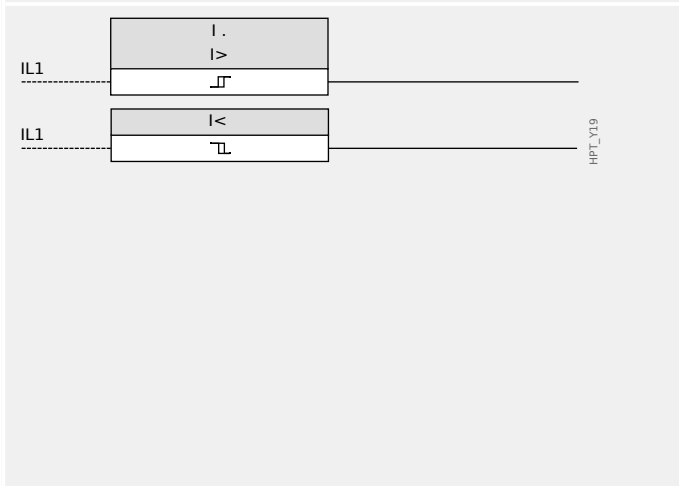 I .
I>
IL1
I<
IL1
HPT_Y19